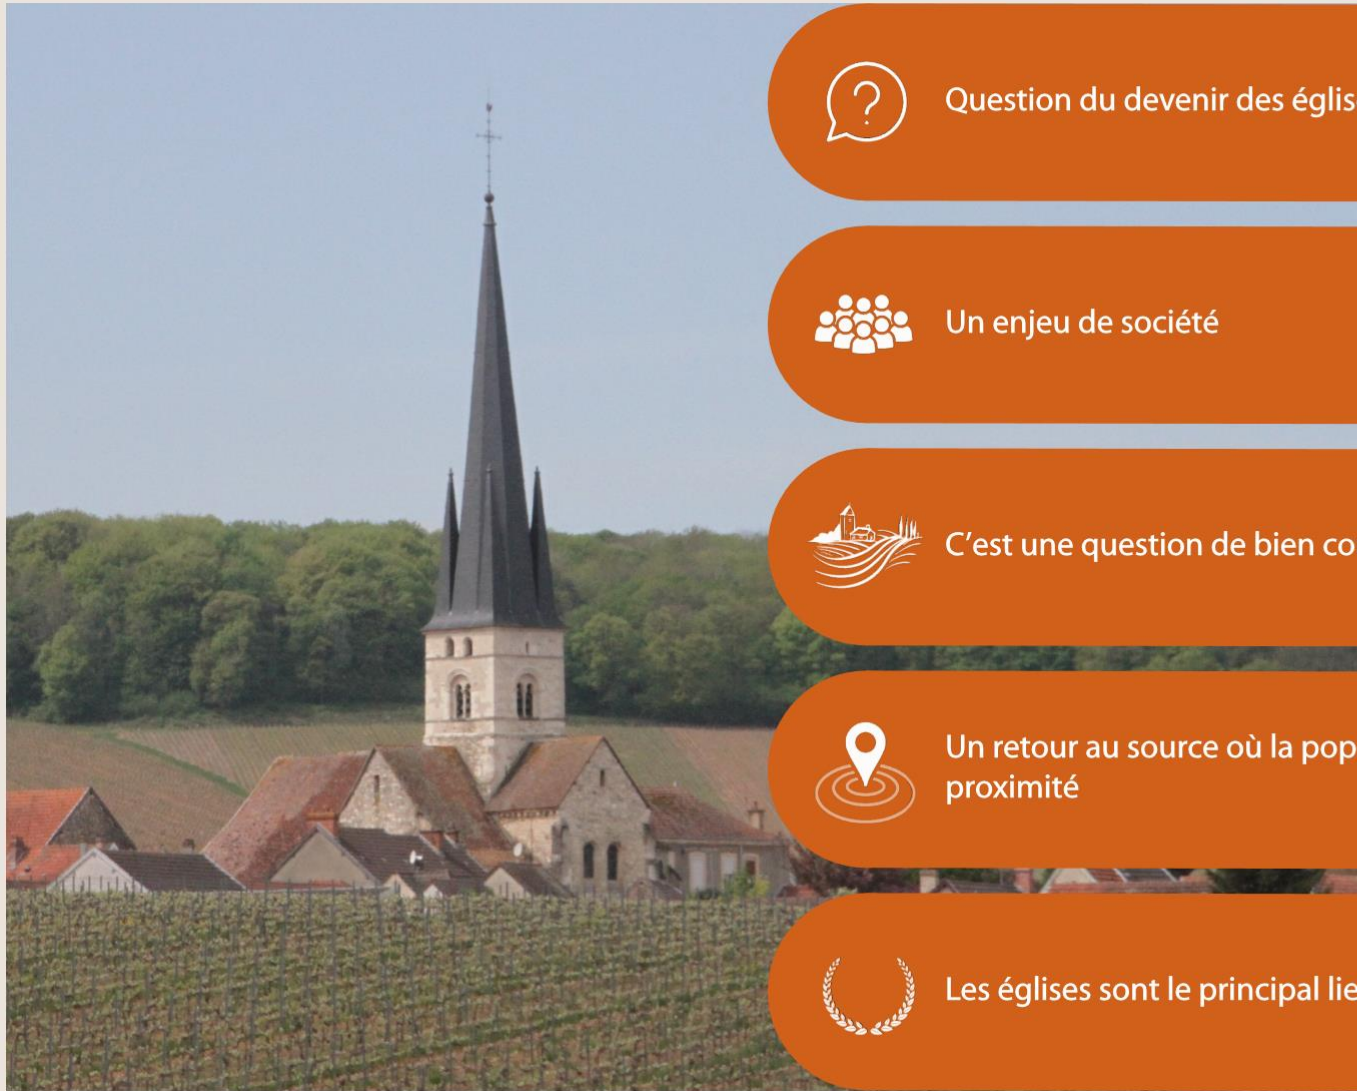 Question du devenir des églis
Un enjeu de société
C'est une question de bien co
Un retour au source où la pop
proximité
Les églises sont le principal lie